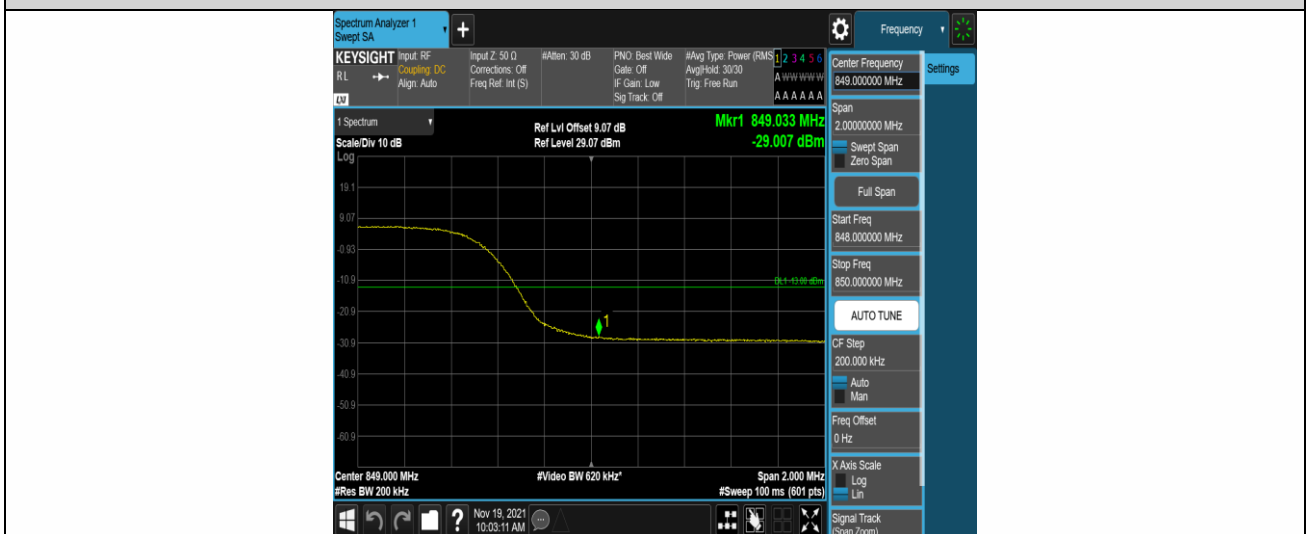 Spectrum Analyzer 1
Swept SA
+
Frequency
KEYSIGHT
RL
LXI
Input: RF
Coupling: DC
Align: Auto
Input Z: 50 Ω
Corrections: Off
Freq Ref: Int (S)
#Atten: 30 dB
PNO: Best Wide
Gate: Off
IF Gain: Low
Sig Track: Off
#Avg Type: Power (RMS
Avg|Hold: 30/30
Trig: Free Run
1 2 3 4 5 6
A W W W W W
A A A A A A
1 Spectrum
Scale/Div 10 dB
Log
Ref Lvl Offset 9.07 dB
Ref Level 29.07 dBm
Mkr1 849.033 MHz
-29.007 dBm
19.1
9.07
-0.93
-10.9
-20.9
-30.9
-40.9
-50.9
-60.9
DL1 -13.00 dBm
1
Center 849.000 MHz
#Res BW 200 kHz
#Video BW 620 kHz*
Span 2.000 MHz
#Sweep 100 ms (601 pts)
?
Nov 19, 2021
10:03:11 AM
Center Frequency
849.000000 MHz
Settings
Span
2.00000000 MHz
Swept Span
Zero Span
Full Span
Start Freq
848.000000 MHz
Stop Freq
850.000000 MHz
AUTO TUNE
CF Step
200.000 kHz
Auto
Man
Freq Offset
0 Hz
X Axis Scale
Log
Lin
Signal Track
(Span Zoom)